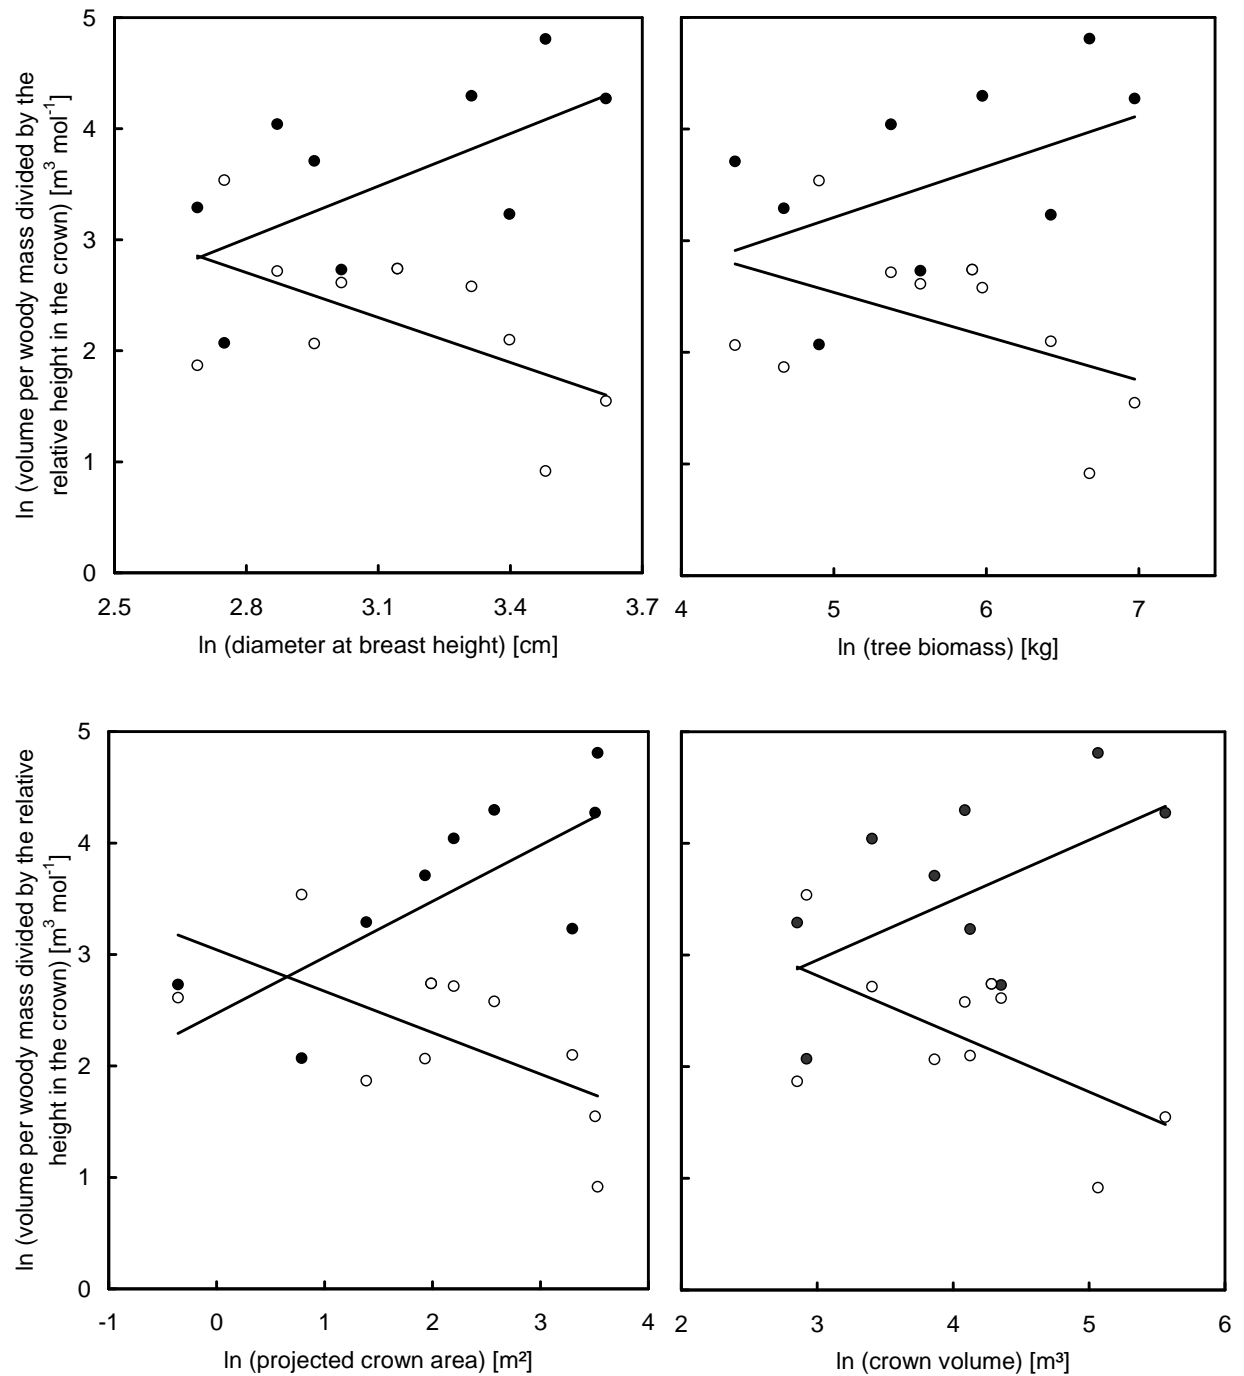 ln (volume per woody mass divided by the
relative height in the crown) [m³ mol⁻¹]
5
4
3
2
1
0
2.5 2.8 3.1 3.4 3.7
ln (diameter at breast height) [cm]
4 5 6 7
ln (tree biomass) [kg]
ln (volume per woody mass divided by the relative
height in the crown) [m³ mol⁻¹]
5
4
3
2
1
0
-1 0 1 2 3 4
ln (projected crown area) [m²]
2 3 4 5 6
ln (crown volume) [m³]